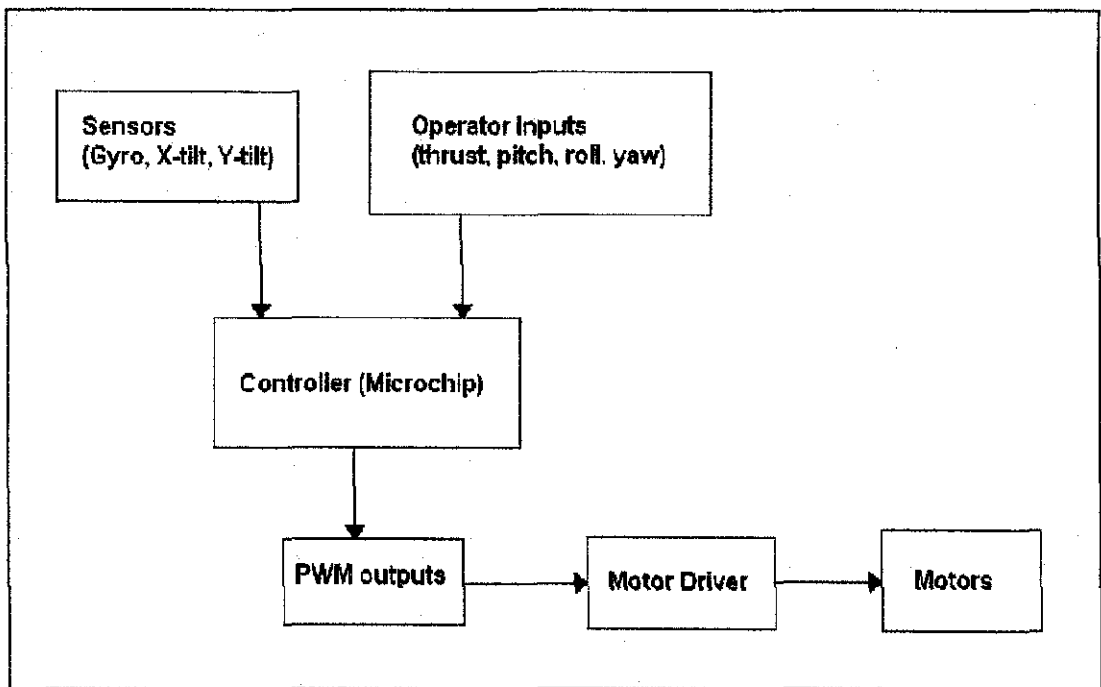 Sensors
(Gyro, X-tilt, Y-tilt)
Operator Inputs
(thrust, pitch, roll, yaw)
Controller (Microchip)
PWM outputs
Motor Driver
Motors